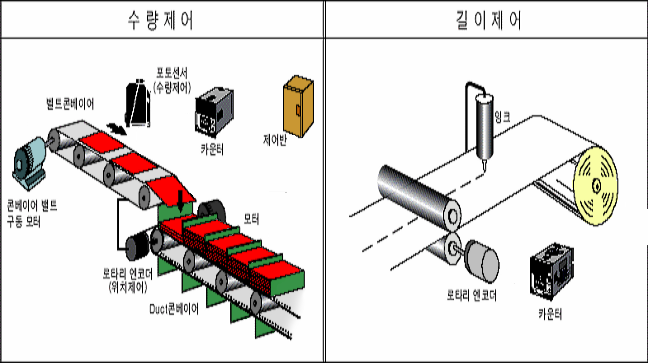 수 량 제 어
길 이 제 어
포토센서
(수량제어)
벨트콘베이어
카운터
제어반
콘베이어 밸트
구동 모터
모터
로타리 엔코더
(위치제어)
Duct콘베이어
잉크
로타리 엔코더
카운터